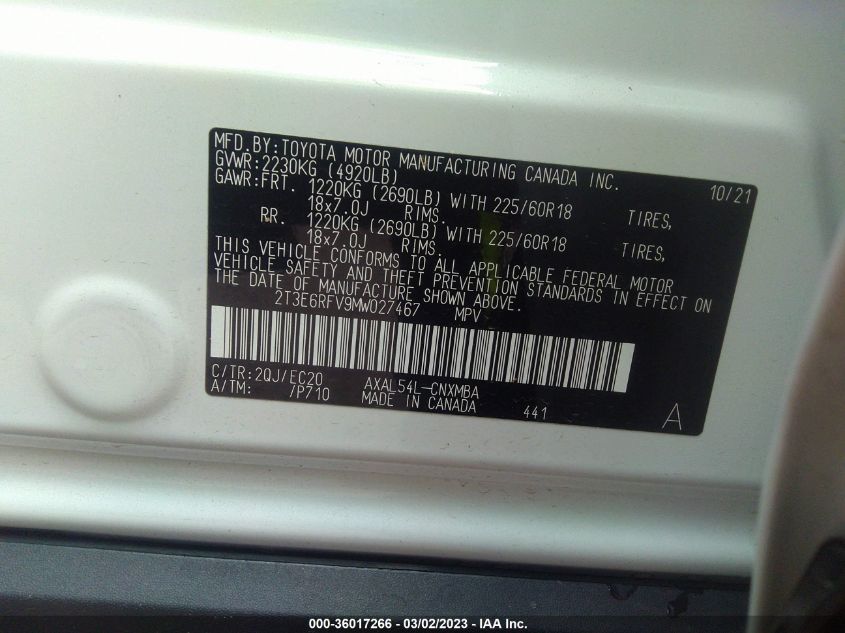 MFD.BY:TOYOTA MOTOR MANUFACTURING CANADA INC. 10/21
GVWR:2230KG (4920LB)
GAWR:FRT. 1220KG (2690LB) WITH 225/60R18 TIRES,
18x7.0J RIMS.
RR. 1220KG (2690LB) WITH 225/60R18 TIRES,
18x7.0J RIMS.
THIS VEHICLE CONFORMS TO ALL APPLICABLE FEDERAL MOTOR
VEHICLE SAFETY AND THEFT PREVENTION STANDARDS IN EFFECT ON
THE DATE OF MANUFACTURE SHOWN ABOVE.
2T3E6RFV9MW027467 MPV
C/TR:2QJ/EC20 AXAL54L-CNXMBA
A/TM: /P710 MADE IN CANADA 441 A
000-36017266 - 03/02/2023 - IAA Inc.